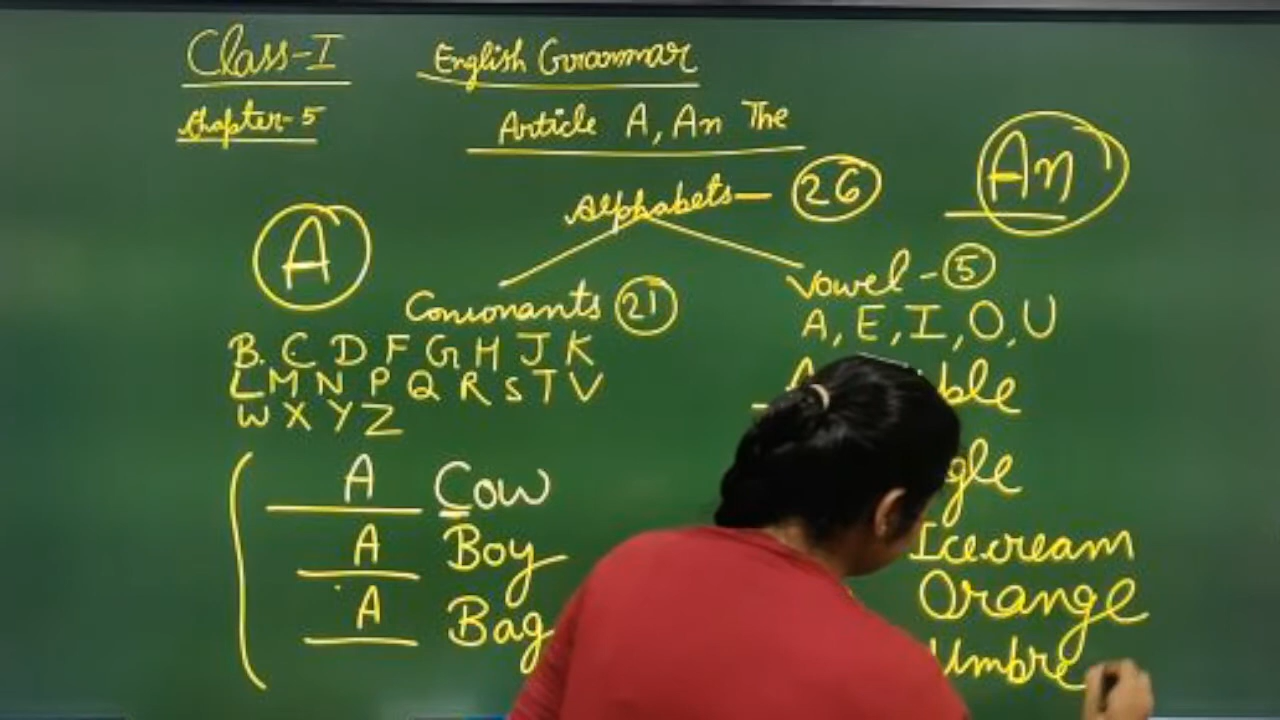 Class-I English Grammar
Chapter-5
Article A, An The
An
Alphabets - 26
A
Vowel - 5
Consonants 21
A, E, I, O, U
B. C D F G H J K
L M N P Q R S T V
W X Y Z
A Cow
Icecream
A Boy
Orange
A Bag